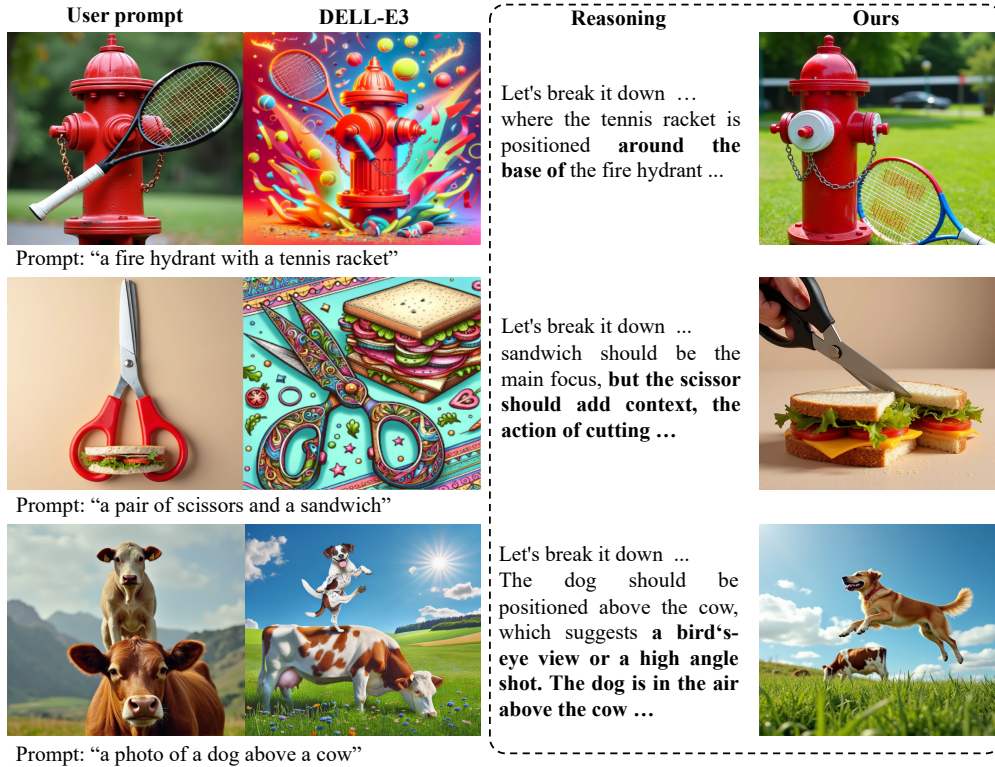 User prompt
DELL-E3
Reasoning
Ours
Let's break it down ...
where the tennis racket is
positioned around the
base of the fire hydrant ...
Prompt: “a fire hydrant with a tennis racket”
Let's break it down ...
sandwich should be the
main focus, but the scissor
should add context, the
action of cutting ...
Prompt: “a pair of scissors and a sandwich”
Let's break it down ...
The dog should be
positioned above the cow,
which suggests a bird‘s-
eye view or a high angle
shot. The dog is in the air
above the cow ...
Prompt: “a photo of a dog above a cow”